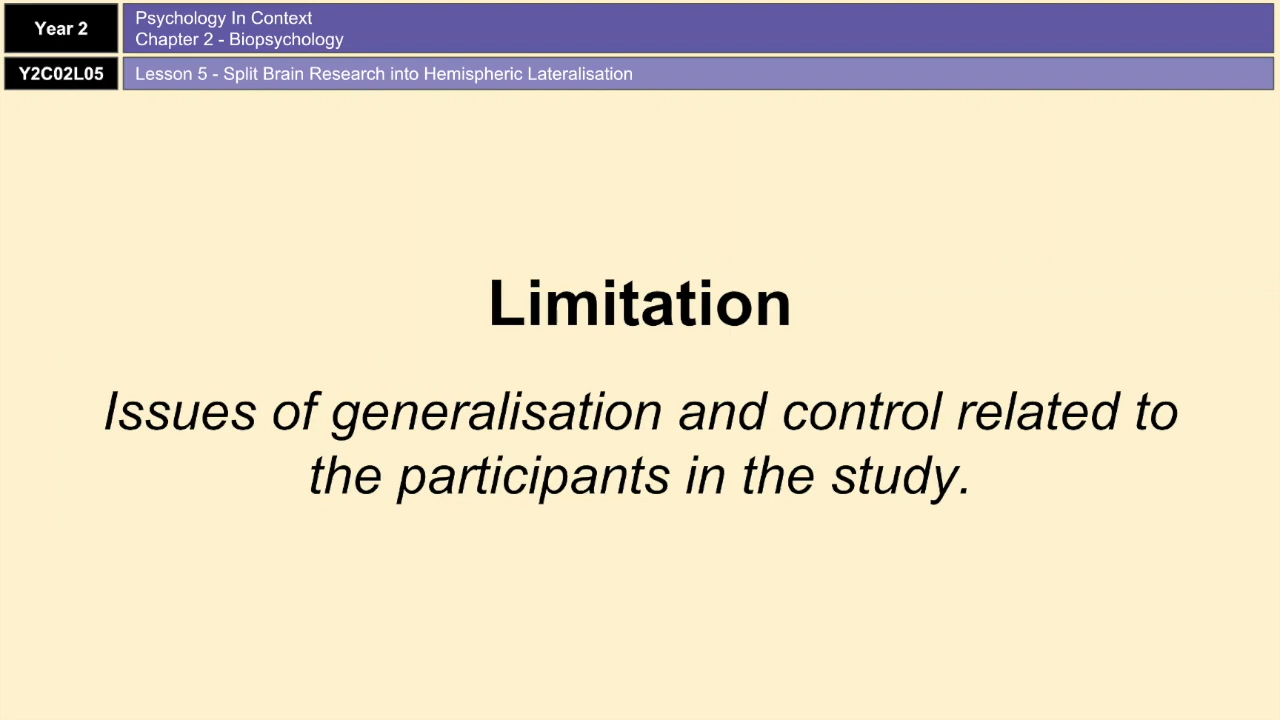 Year 2
Psychology In Context
Chapter 2 - Biopsychology
Y2C02L05
Lesson 5 - Split Brain Research into Hemispheric Lateralisation
Limitation
Issues of generalisation and control related to
the participants in the study.